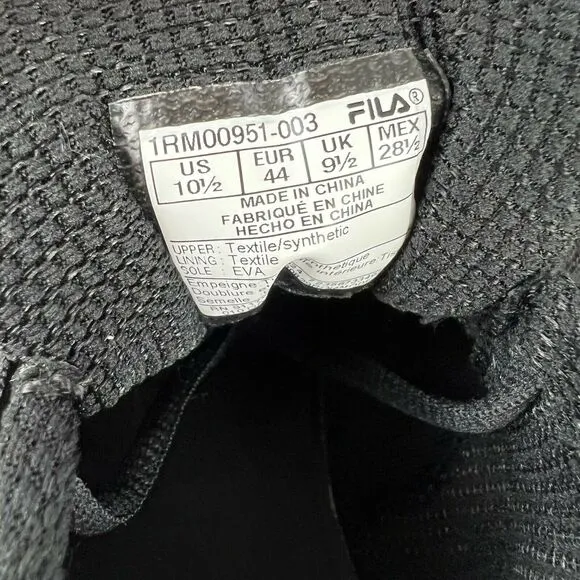 1RM00951-003 FILA®
US EUR UK MEX
10½ 44 9½ 28½
MADE IN CHINA
FABRIQUÉ EN CHINE
HECHO EN CHINA
UPPER: Textile/synthetic
LINING: Textile
SOLE: EVA
Empeigne
Doublure
Semelle